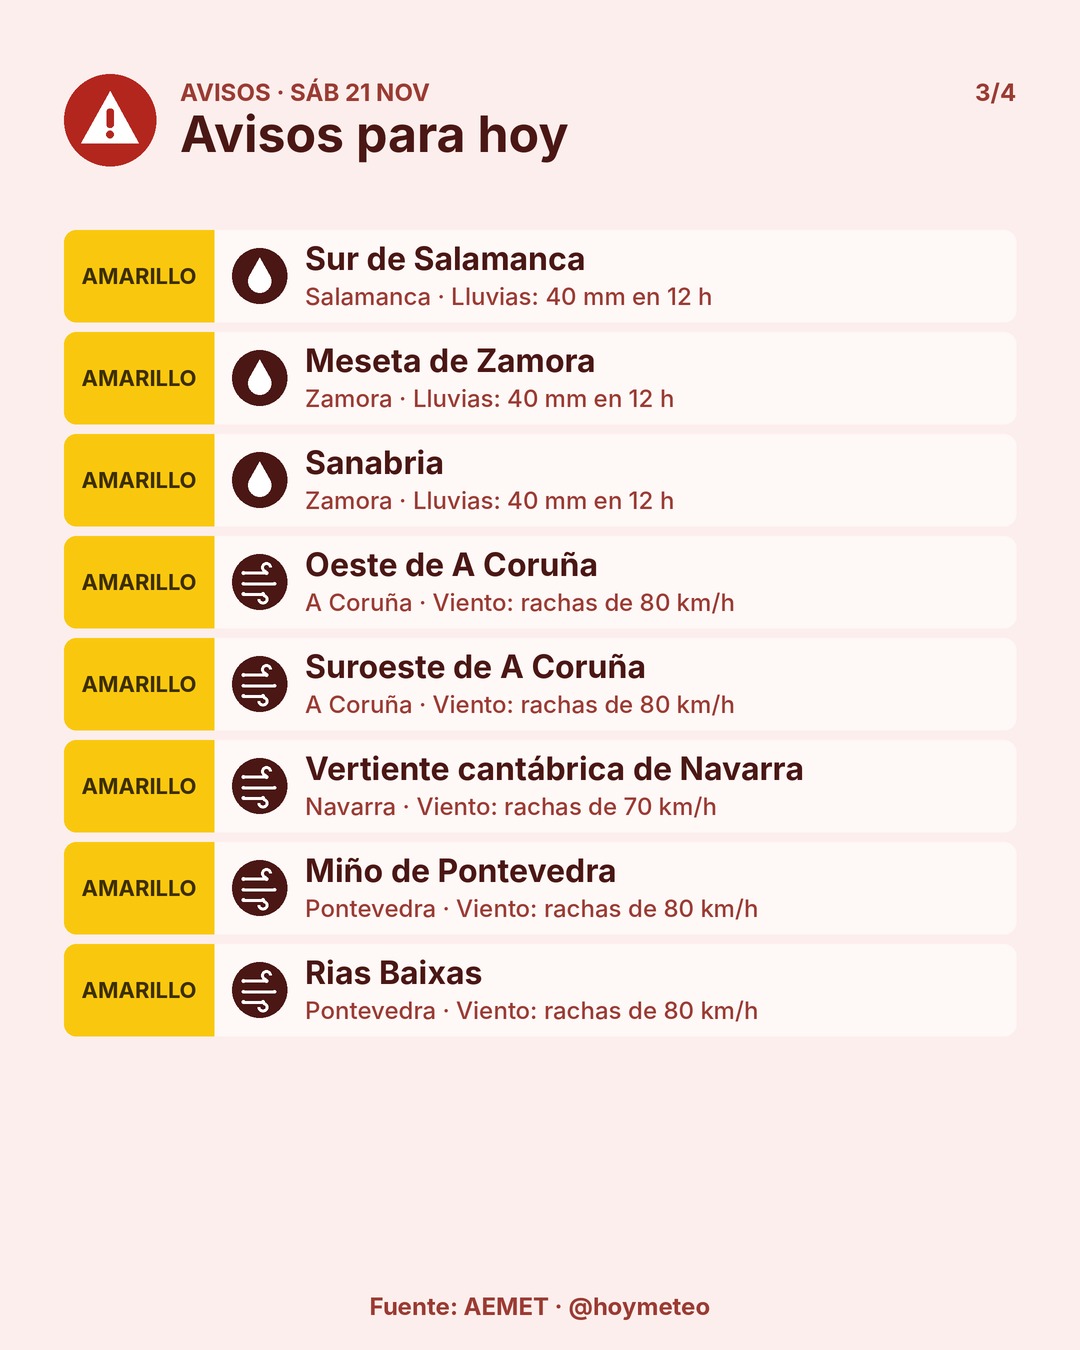 AVISOS · SÁB 21 NOV
3/4
Avisos para hoy
AMARILLO
Sur de Salamanca
Salamanca · Lluvias: 40 mm en 12 h
AMARILLO
Meseta de Zamora
Zamora · Lluvias: 40 mm en 12 h
AMARILLO
Sanabria
Zamora · Lluvias: 40 mm en 12 h
AMARILLO
Oeste de A Coruña
A Coruña · Viento: rachas de 80 km/h
AMARILLO
Suroeste de A Coruña
A Coruña · Viento: rachas de 80 km/h
AMARILLO
Vertiente cantábrica de Navarra
Navarra · Viento: rachas de 70 km/h
AMARILLO
Miño de Pontevedra
Pontevedra · Viento: rachas de 80 km/h
AMARILLO
Rias Baixas
Pontevedra · Viento: rachas de 80 km/h
Fuente: AEMET · @hoymeteo